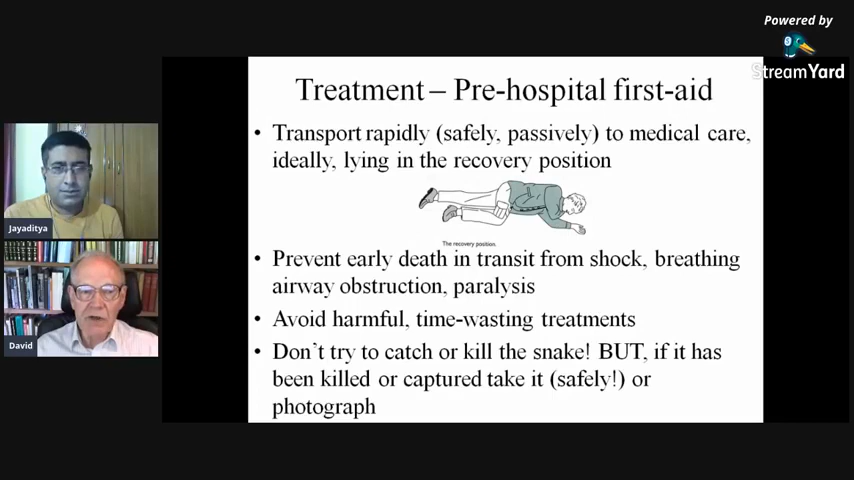 Powered by
StreamYard
Treatment – Pre-hospital first-aid
• Transport rapidly (safely, passively) to medical care,
ideally, lying in the recovery position
The recovery position.
• Prevent early death in transit from shock, breathing
airway obstruction, paralysis
• Avoid harmful, time-wasting treatments
• Don't try to catch or kill the snake! BUT, if it has
been killed or captured take it (safely!) or
photograph
Jayaditya
David